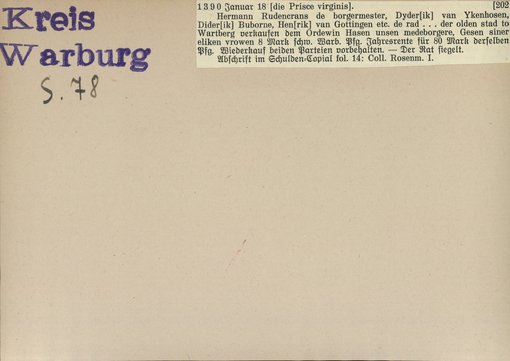 Kreis
Warburg
S. 78
1390 Januar 18 [die Prisce virginis]. [202
Hermann Rudencrans de borgermester, Dyder[ik] van Ykenhosen,
Dider[ik] Buborne, Hen[rik] van Gottingen etc. de rad . . . der olden stad to
Wartberg verkaufen dem Ordewin Hasen unsen medeborgere, Gesen siner
eliken vrowen 8 Mark schw. Warb. Pfg. Jahresrente für 80 Mark derselben
Pfg. Wiederkauf beiden Parteien vorbehalten. — Der Rat siegelt.
Abschrift im Schulden-Copial fol. 14: Coll. Rosenm. I.